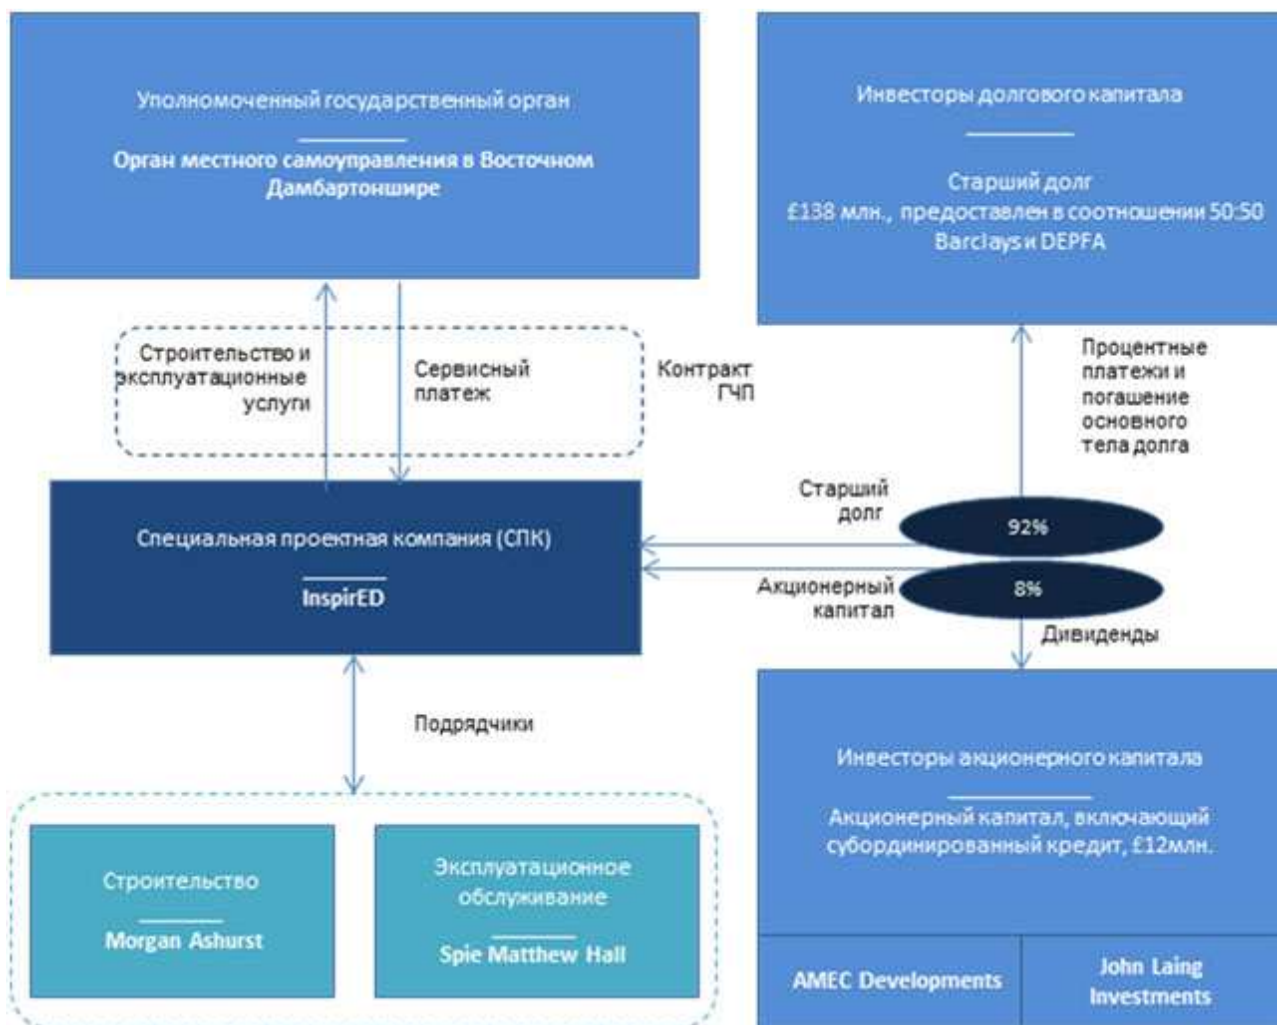 Уполномоченный государственный орган
Орган местного самоуправления в Восточном
Дамбартоншире
Инвесторы долгового капитала
Старший долг
£138 млн., предоставлен в соотношении 50:50
Barclays и DEPFA
Строительство и
эксплуатационные
услуги
Сервисный
платеж
Контракт
ГЧП
Процентные
платежи и
погашение
основного
тела долга
Специальная проектная компания (СПК)
InspirED
Старший
долг
92%
Акционерный
капитал
8%
Дивиденды
Подрядчики
Инвесторы акционерного капитала
Акционерный капитал, включающий
субординированный кредит, £12млн.
AMEC Developments
John Laing
Investments
Строительство
Morgan Ashurst
Эксплуатационное
обслуживание
Spie Matthew Hall